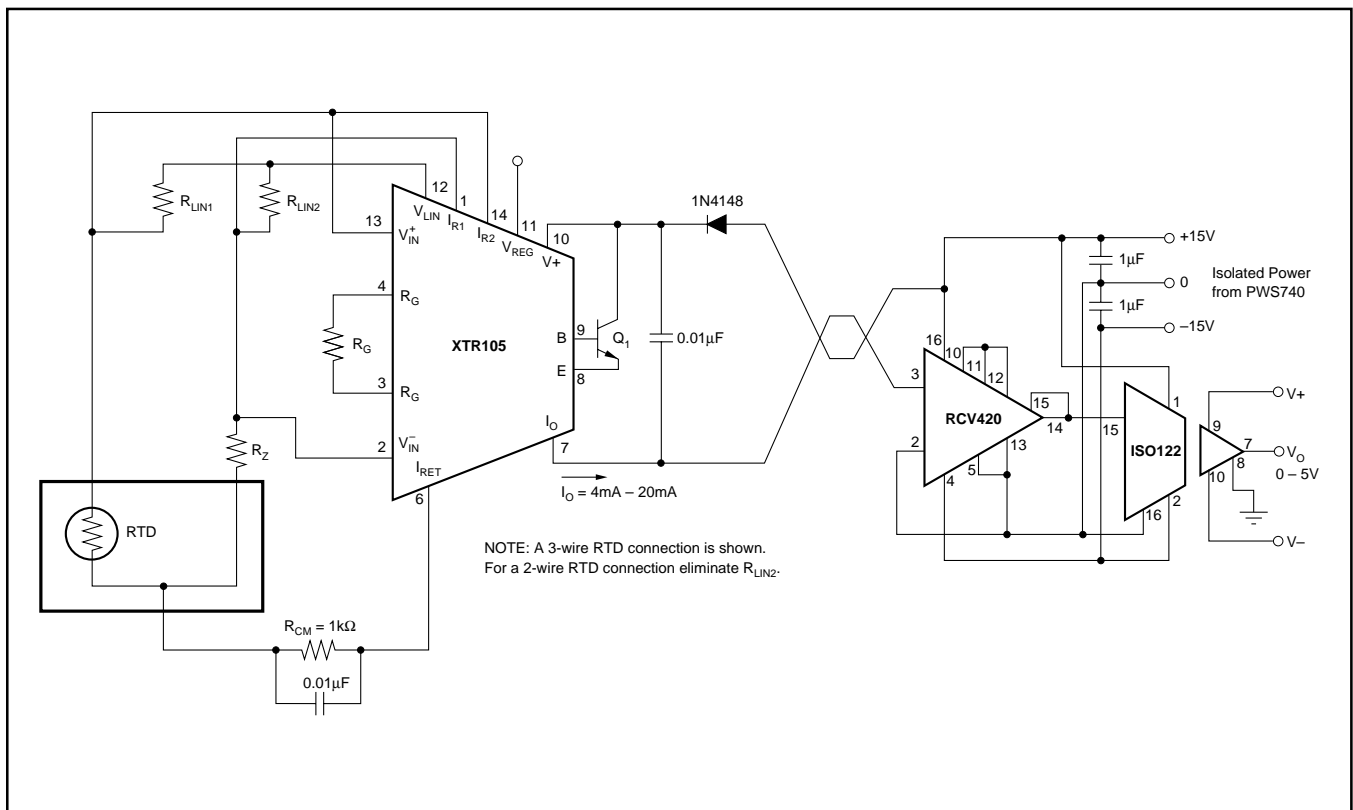 12
1
14
11
10
13
4
3
2
6
9
8
7
R_LIN1
R_LIN2
V_LIN
I_R1
I_R2
V_REG
V+
V_IN^+
R_G
R_G
R_G
XTR105
B
E
Q_1
I_O
V_IN^–
I_RET
R_Z
RTD
R_CM = 1kΩ
0.01µF
1N4148
0.01µF
I_O = 4mA – 20mA
NOTE: A 3-wire RTD connection is shown.
For a 2-wire RTD connection eliminate R_LIN2.
16
10
11
12
3
15
RCV420
14
2
13
5
4
+15V
1µF
0
Isolated Power
from PWS740
1µF
–15V
1
15
ISO122
2
16
9
V+
7
V_O
8
0 – 5V
10
V–